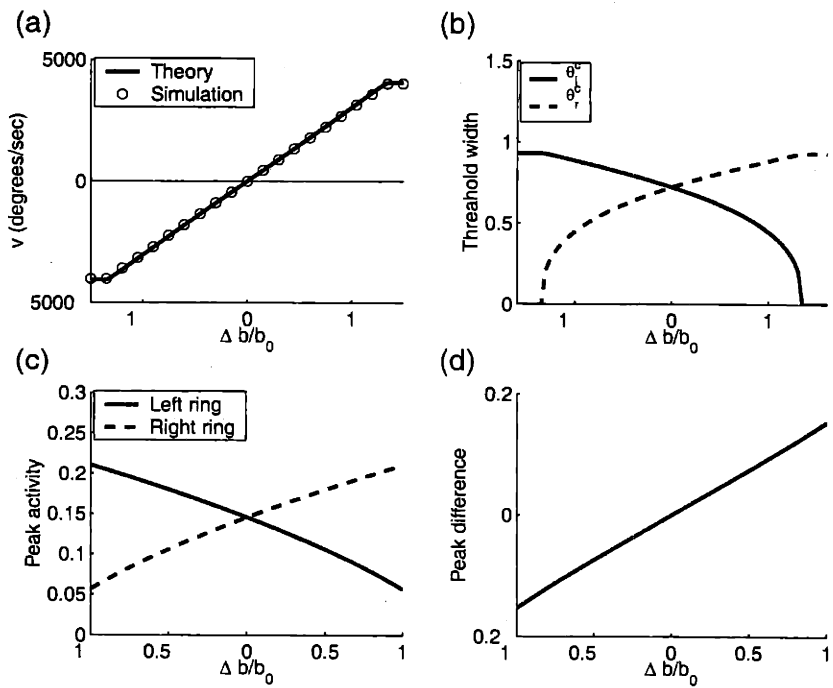 (a)
5000
Theory
Simulation
0
v (degrees/sec)
5000
1
0
1
Δ b/b₀
(b)
1.5
θ_l^c
θ_r^c
1
Threahold width
0.5
0
1
0
1
Δ b/b₀
(c)
0.3
Left ring
Right ring
0.25
0.2
Peak activity
0.15
0.1
0.05
0
1
0.5
0
0.5
1
Δ b/b₀
(d)
0.2
Peak difference
0
0.2
1
0.5
0
0.5
1
Δ b/b₀